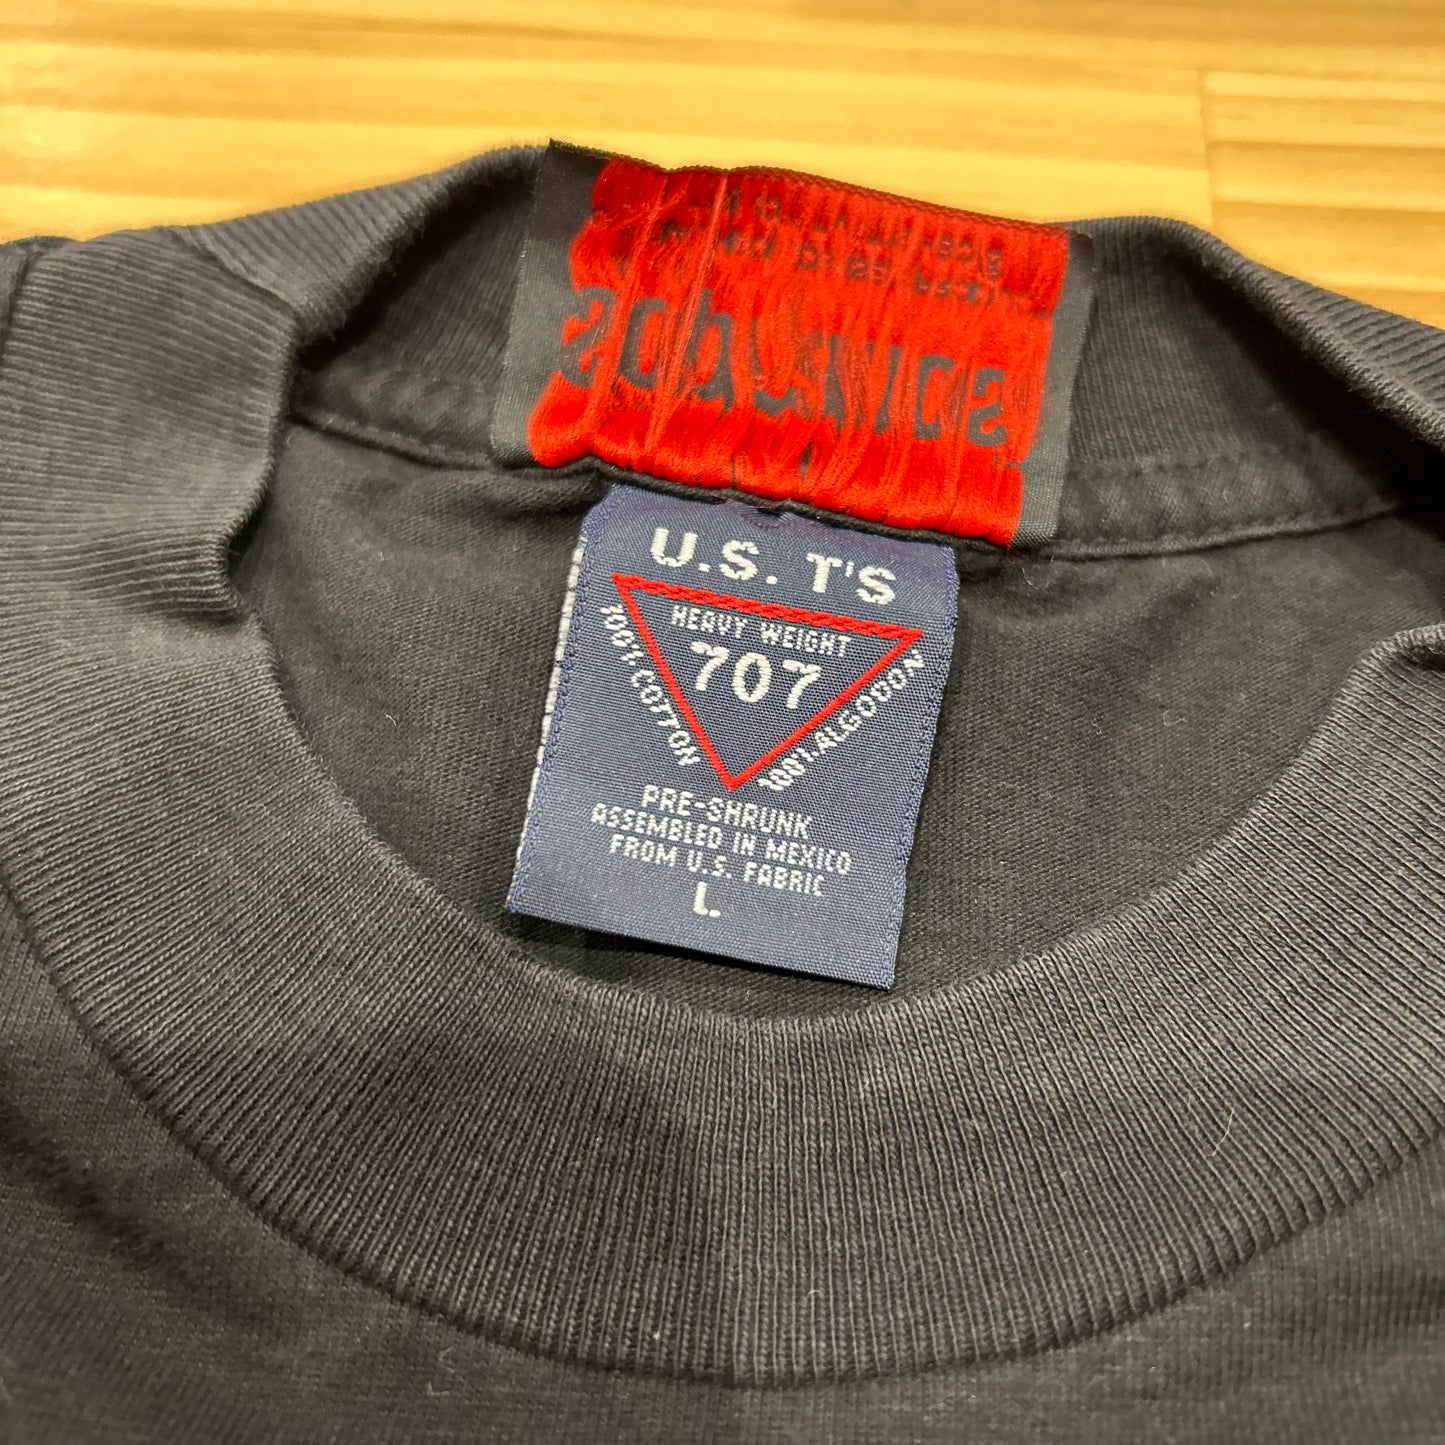 U.S. T'S
HEAVY WEIGHT
707
100% COTTON
100% ALGODON
PRE-SHRUNK
ASSEMBLED IN MEXICO
FROM U.S. FABRIC
L.